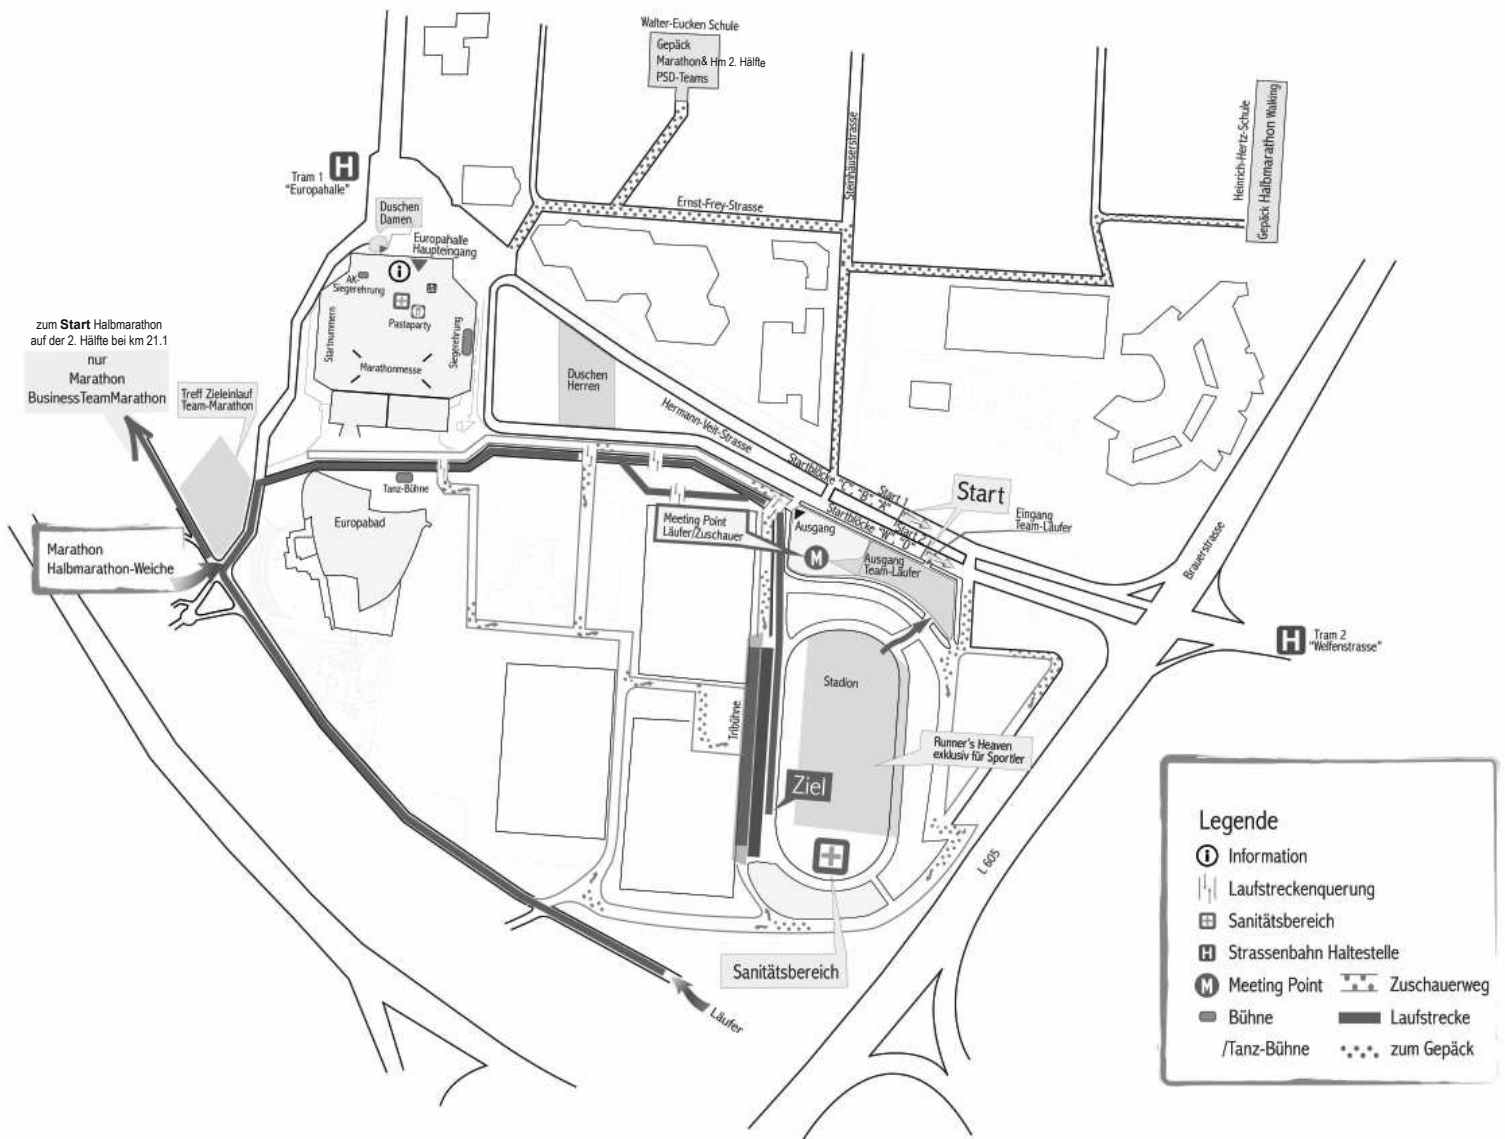 Walter-Eucken Schule
Gepäck
Marathon & Hm 2. Hälfte
PSD-Teams
Heinrich-Hertz-Schule
Gepäck Halbmarathon Walking
Steinhäuserstrasse
Ernst-Frey-Strasse
Tram 1
"Europahalle"
H
Duschen
Damen
Europahalle
Haupteingang
AK-
Siegerehrung
Pastaparty
Startnummern
Siegerehrung
Marathonmesse
Duschen
Herren
zum Start Halbmarathon
auf der 2. Hälfte bei km 21.1
nur
Marathon
BusinessTeamMarathon
Treff Zieleinlauf
Team-Marathon
Hermann-Veit-Strasse
Startblöcke "C", "B", "A"
Start 1
Start
Startblöcke "W", "D"
Start 2
Eingang
Team-Läufer
Tanz-Bühne
Europabad
Meeting Point
Läufer/Zuschauer
Ausgang
M
Ausgang
Team-Läufer
Brauerstrasse
Marathon
Halbmarathon-Weiche
H
Tram 2
"Welfenstrasse"
Stadion
Tribühne
Runner's Heaven
exklusiv für Sportler
Ziel
L 605
Sanitätsbereich
Läufer
Legende
Information
Laufstreckenquerung
Sanitätsbereich
H Strassenbahn Haltestelle
M Meeting Point
Zuschauerweg
Bühne
Laufstrecke
/Tanz-Bühne
zum Gepäck